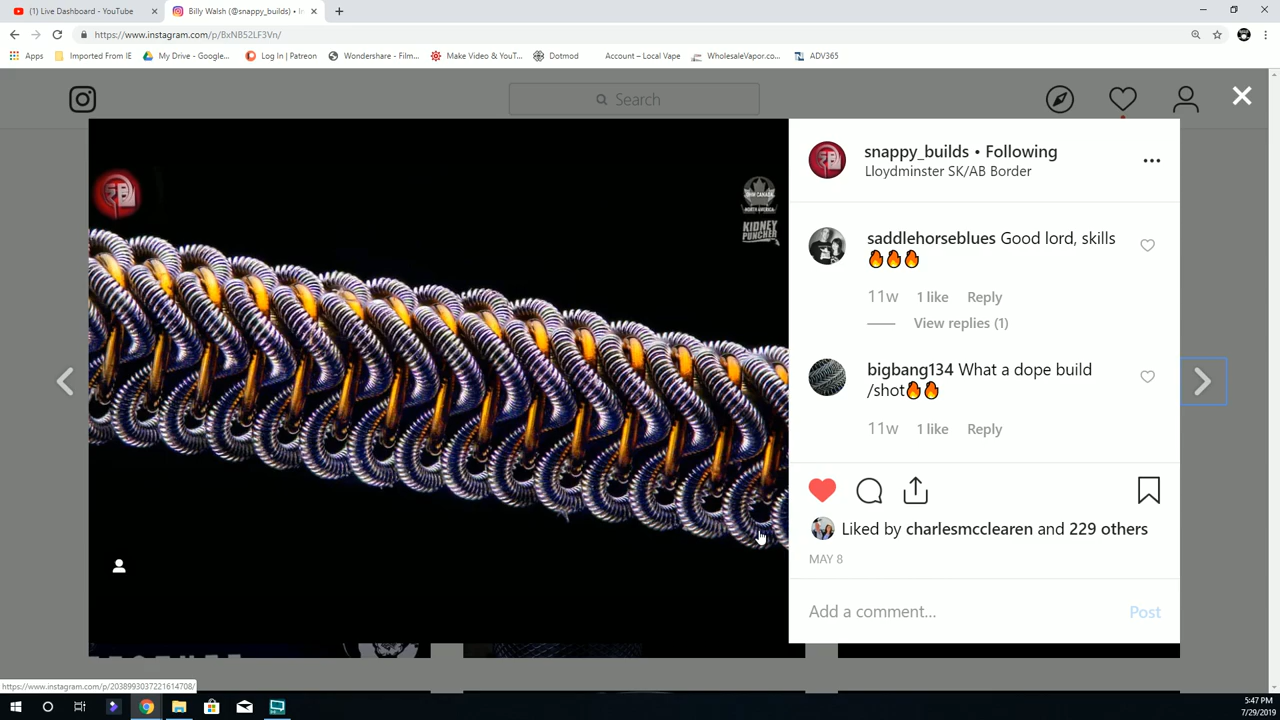 (1) Live Dashboard - YouTube
Billy Walsh (@snappy_builds) • In
https://www.instagram.com/p/BxNB52LF3Vn/
Apps
Imported From IE
My Drive - Google...
Log In | Patreon
Wondershare - Film...
Make Video & YouT...
Dotmod
Account – Local Vape
WholesaleVapor.co...
ADV365
Search
snappy_builds • Following
Lloydminster SK/AB Border
NORTH AMERICA
KIDNEY
PUNCHER
saddlehorseblues Good lord, skills
🔥🔥🔥
11w 1 like Reply
View replies (1)
bigbang134 What a dope build
/shot🔥🔥
11w 1 like Reply
Liked by charlesmcclearen and 229 others
MAY 8
Add a comment...
Post
https://www.instagram.com/p/2038993037221614708/
5:47 PM
7/29/2019